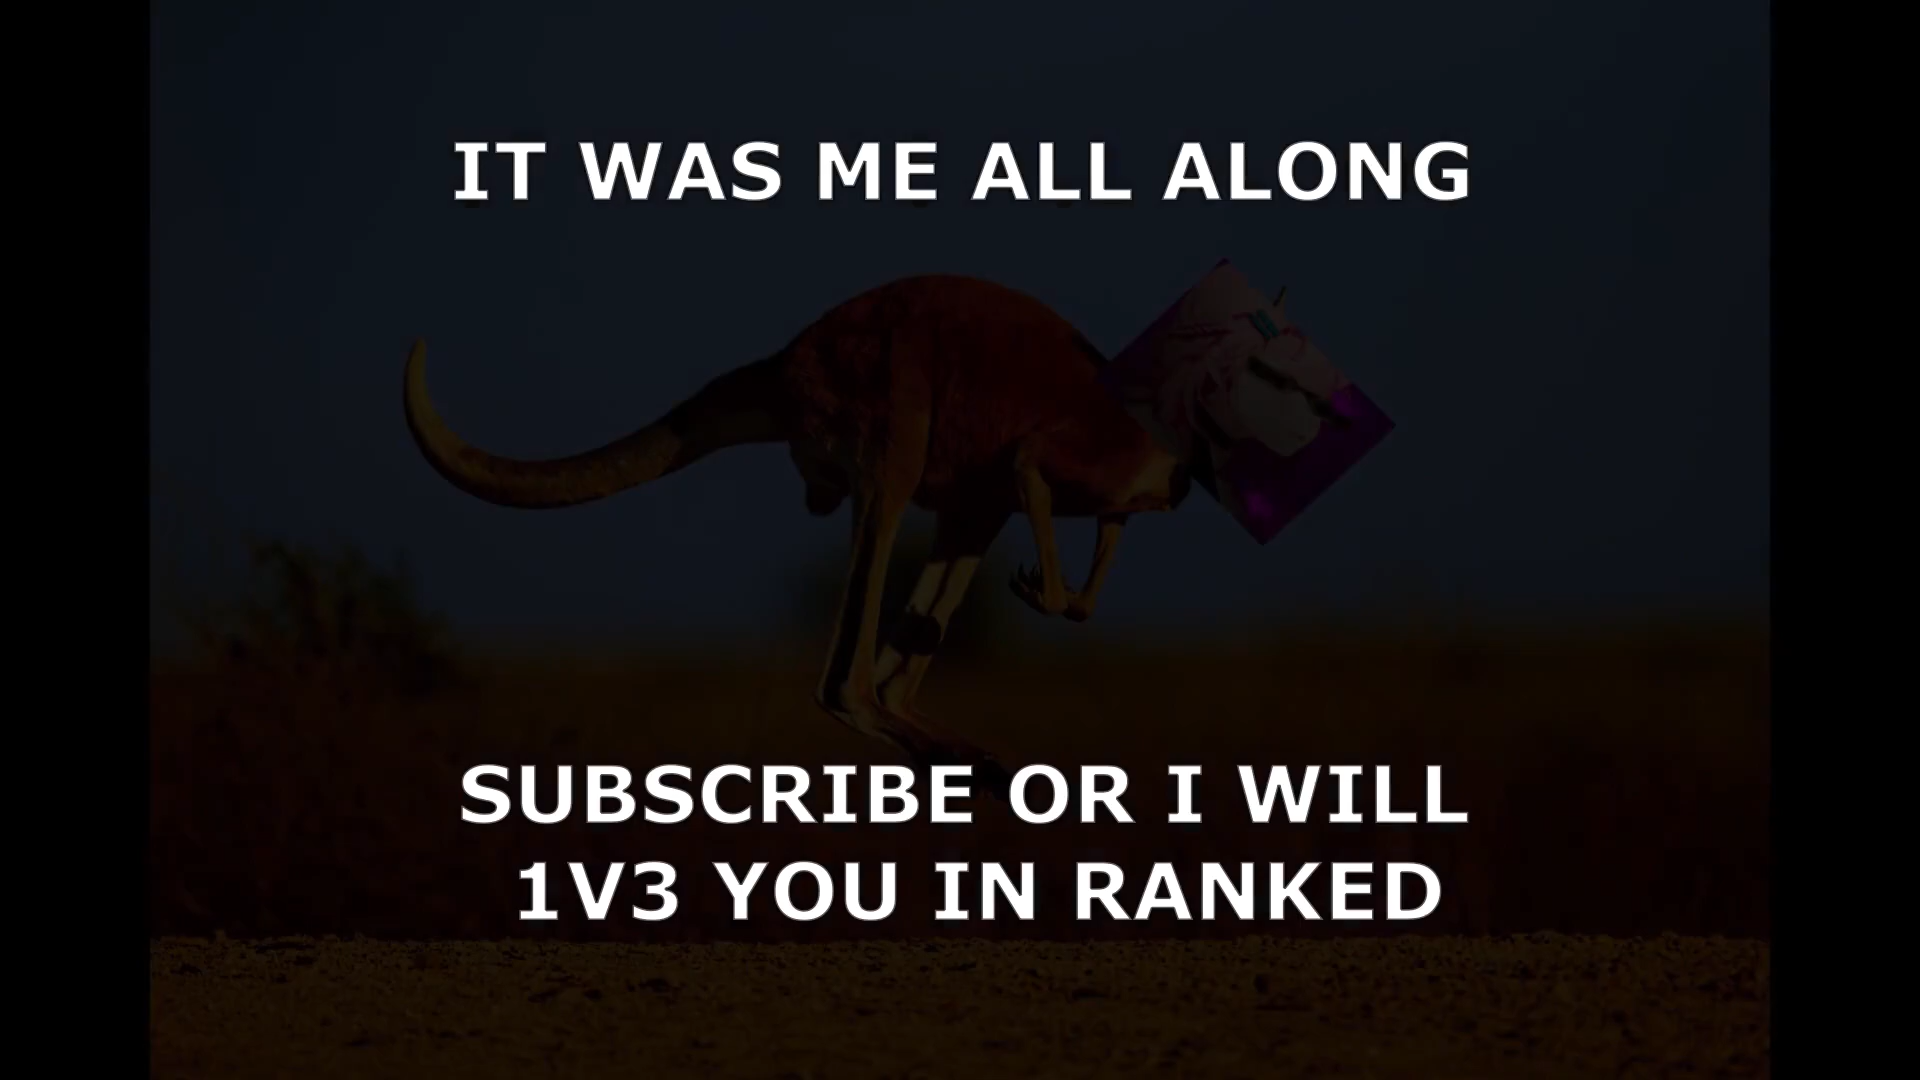 IT WAS ME ALL ALONG
SUBSCRIBE OR I WILL
1V3 YOU IN RANKED